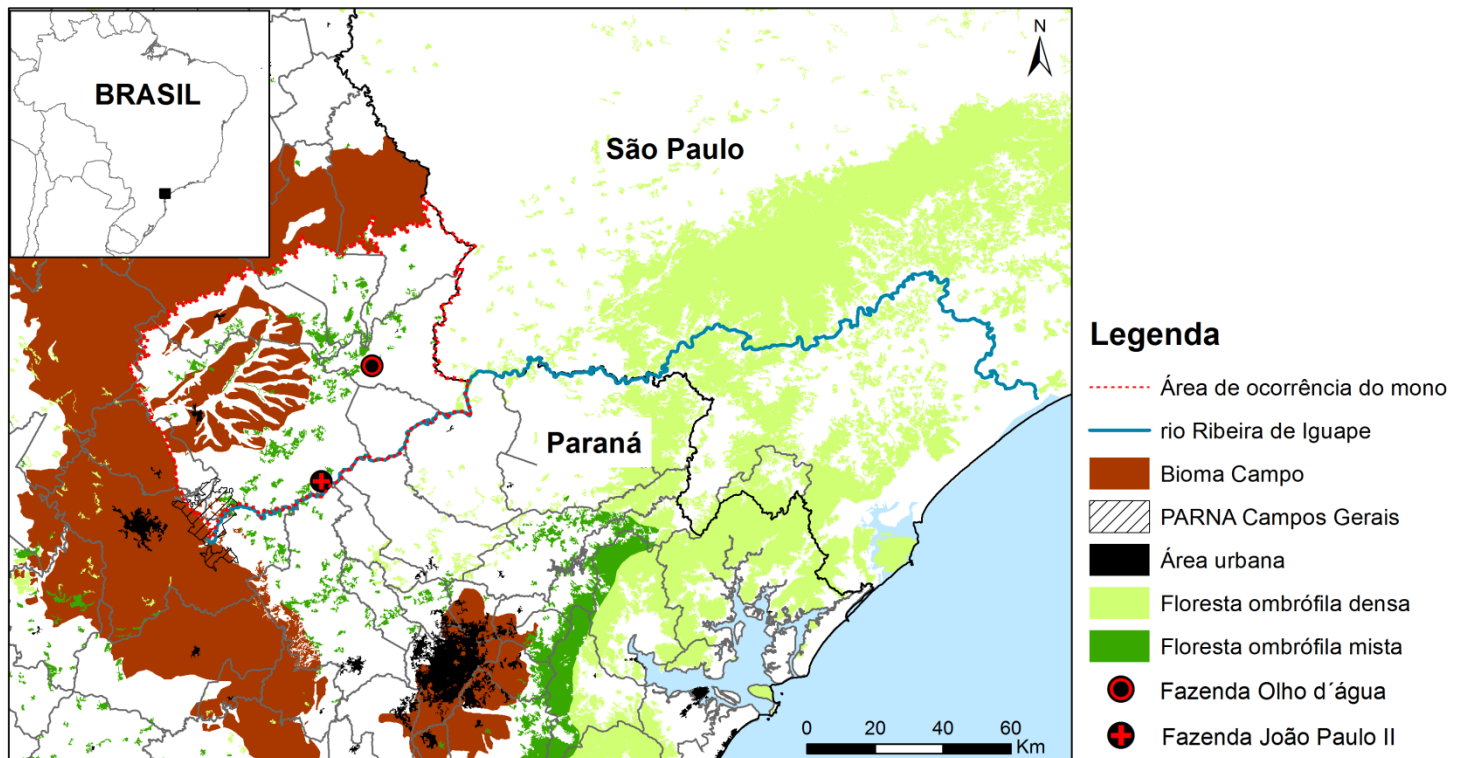 BRASIL
N
São Paulo
Paraná
0 20 40 60
Km
Legenda
Área de ocorrência do mono
rio Ribeira de Iguape
Bioma Campo
PARNA Campos Gerais
Área urbana
Floresta ombrófila densa
Floresta ombrófila mista
Fazenda Olho d´água
Fazenda João Paulo II